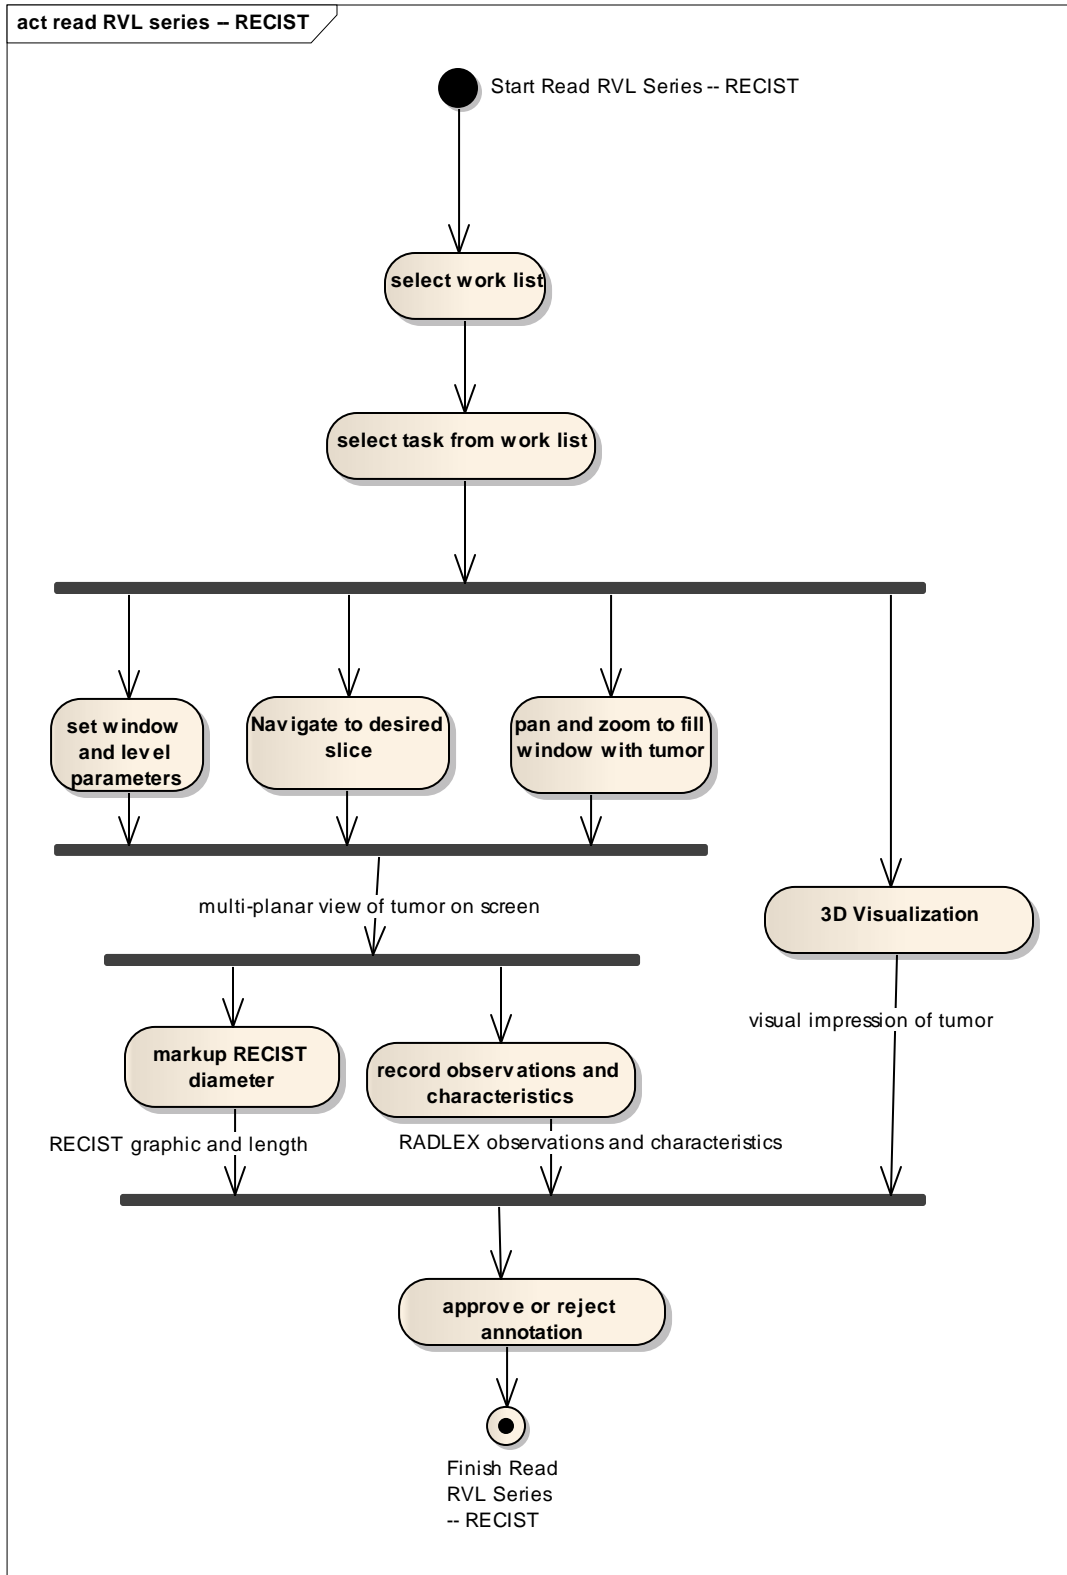 act read RVL series -- RECIST
Start Read RVL Series -- RECIST
select work list
select task from work list
set window
and level
parameters
Navigate to desired
slice
pan and zoom to fill
window with tumor
multi-planar view of tumor on screen
3D Visualization
visual impression of tumor
markup RECIST
diameter
record observations and
characteristics
RECIST graphic and length
RADLEX observations and characteristics
approve or reject
annotation
Finish Read
RVL Series
-- RECIST